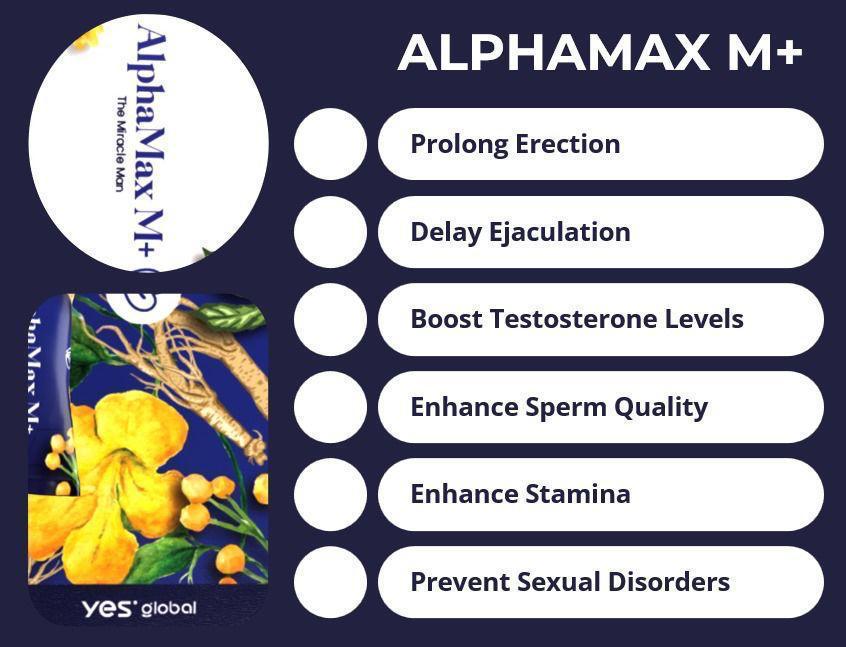 AlphaMax M+
The Miracle Man
ALPHAMAX M+
Prolong Erection
Delay Ejaculation
Boost Testosterone Levels
Enhance Sperm Quality
Enhance Stamina
Prevent Sexual Disorders
haMax M+
yes global